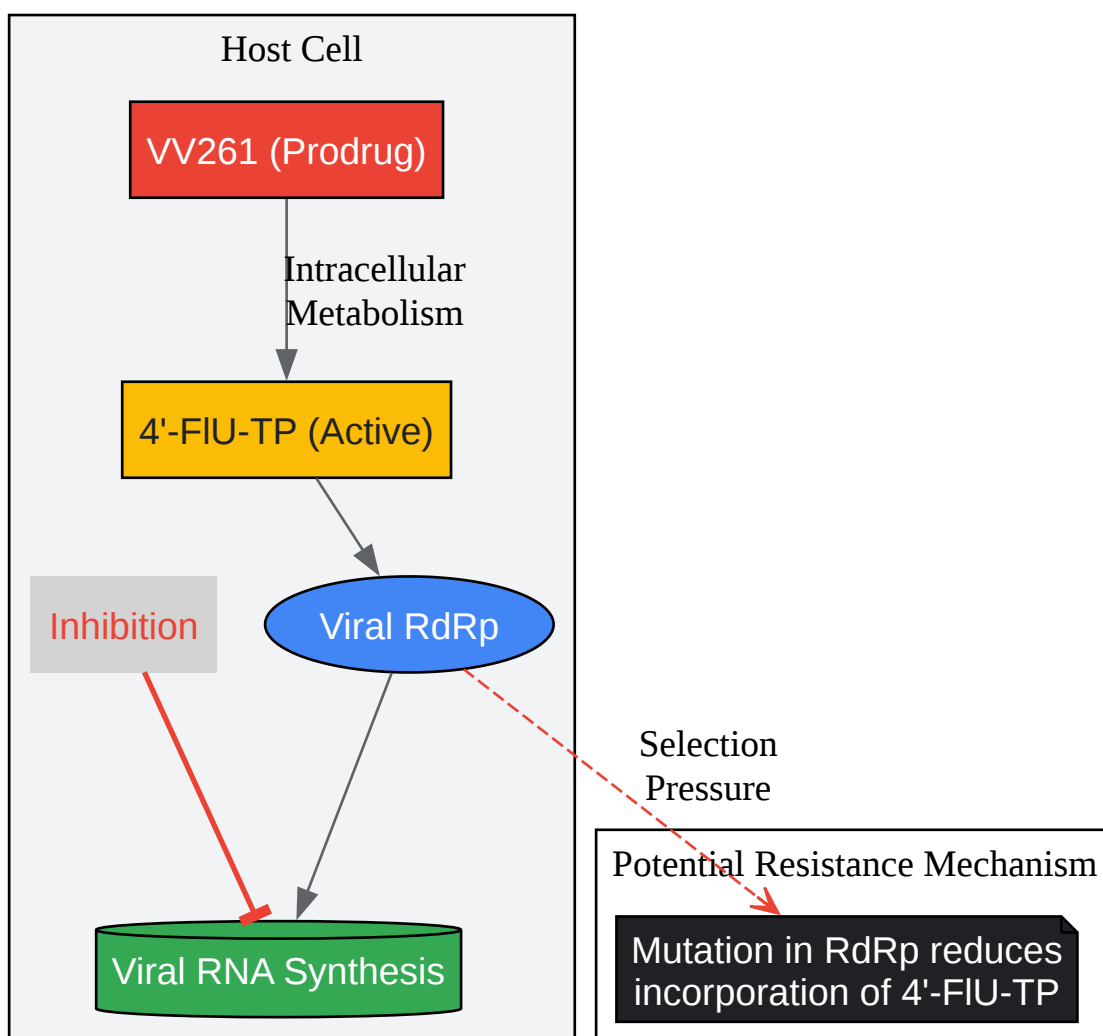 Host Cell
VV261 (Prodrug)
Intracellular
Metabolism
4'-FlU-TP (Active)
Inhibition
Viral RdRp
Selection
Pressure
Potential Resistance Mechanism
Mutation in RdRp reduces
incorporation of 4'-FlU-TP
Viral RNA Synthesis